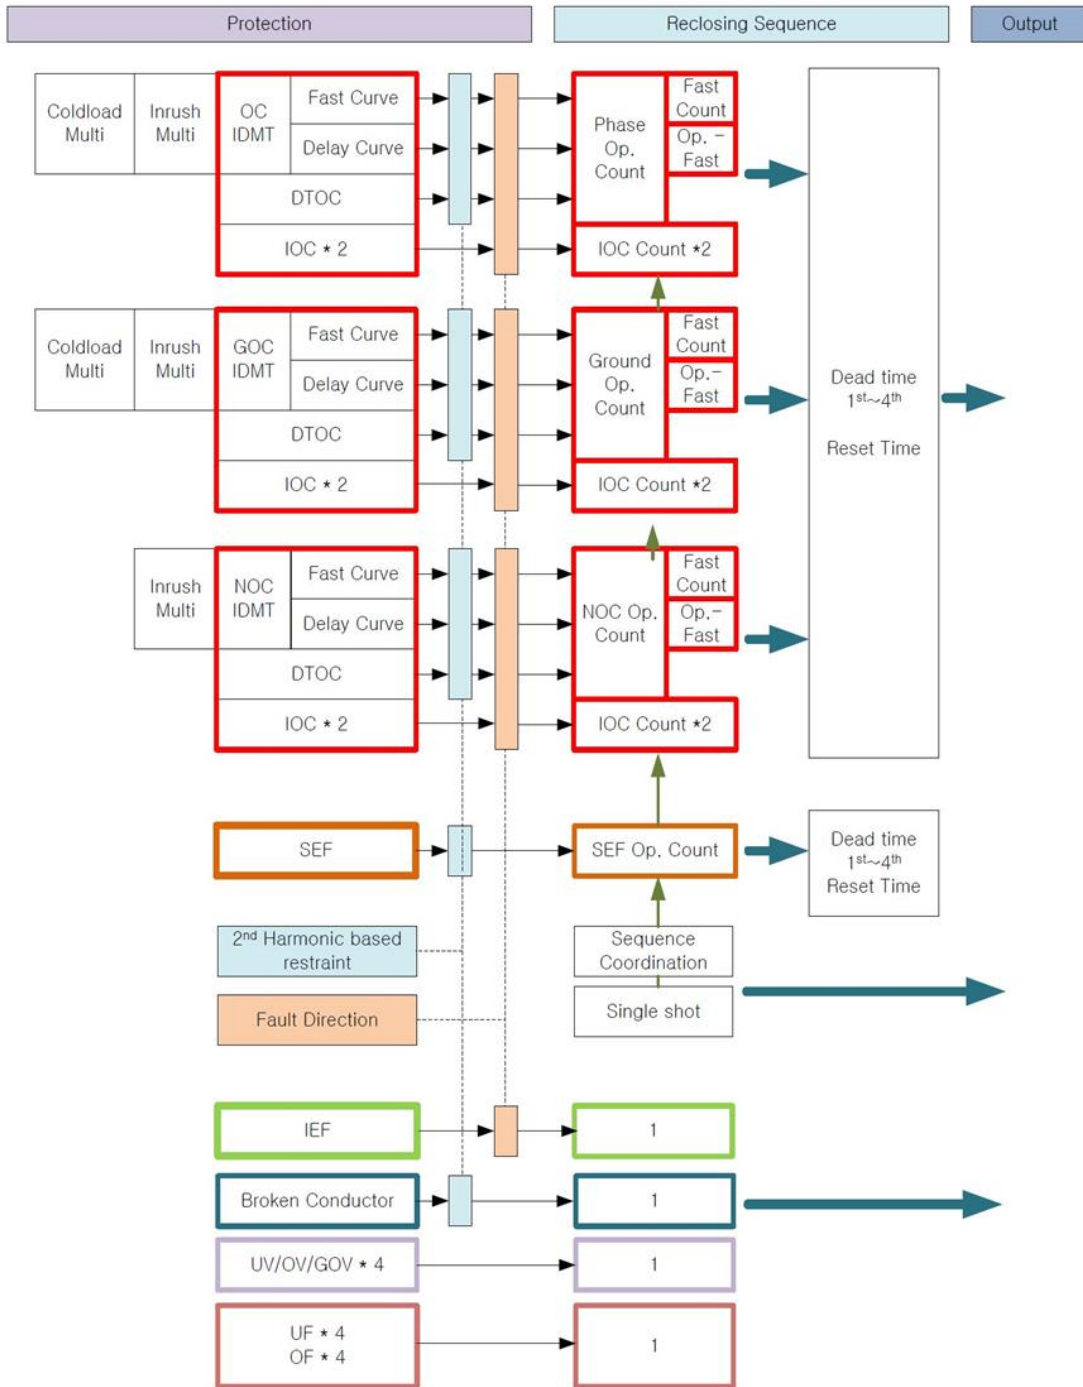 Protection
Reclosing Sequence
Output
Coldload
Multi
Inrush
Multi
OC
IDMT
Fast Curve
Delay Curve
DTOC
IOC * 2
Phase
Op.
Count
Fast
Count
Op. -
Fast
IOC Count *2
Coldload
Multi
Inrush
Multi
GOC
IDMT
Fast Curve
Delay Curve
DTOC
IOC * 2
Ground
Op.
Count
Fast
Count
Op.-
Fast
IOC Count *2
Dead time
1st~4th
Reset Time
Inrush
Multi
NOC
IDMT
Fast Curve
Delay Curve
DTOC
IOC * 2
NOC Op.
Count
Fast
Count
Op.-
Fast
IOC Count *2
SEF
SEF Op. Count
Dead time
1st~4th
Reset Time
2nd Harmonic based
restraint
Sequence
Coordination
Fault Direction
Single shot
IEF
1
Broken Conductor
1
UV/OV/GOV * 4
1
UF * 4
OF * 4
1